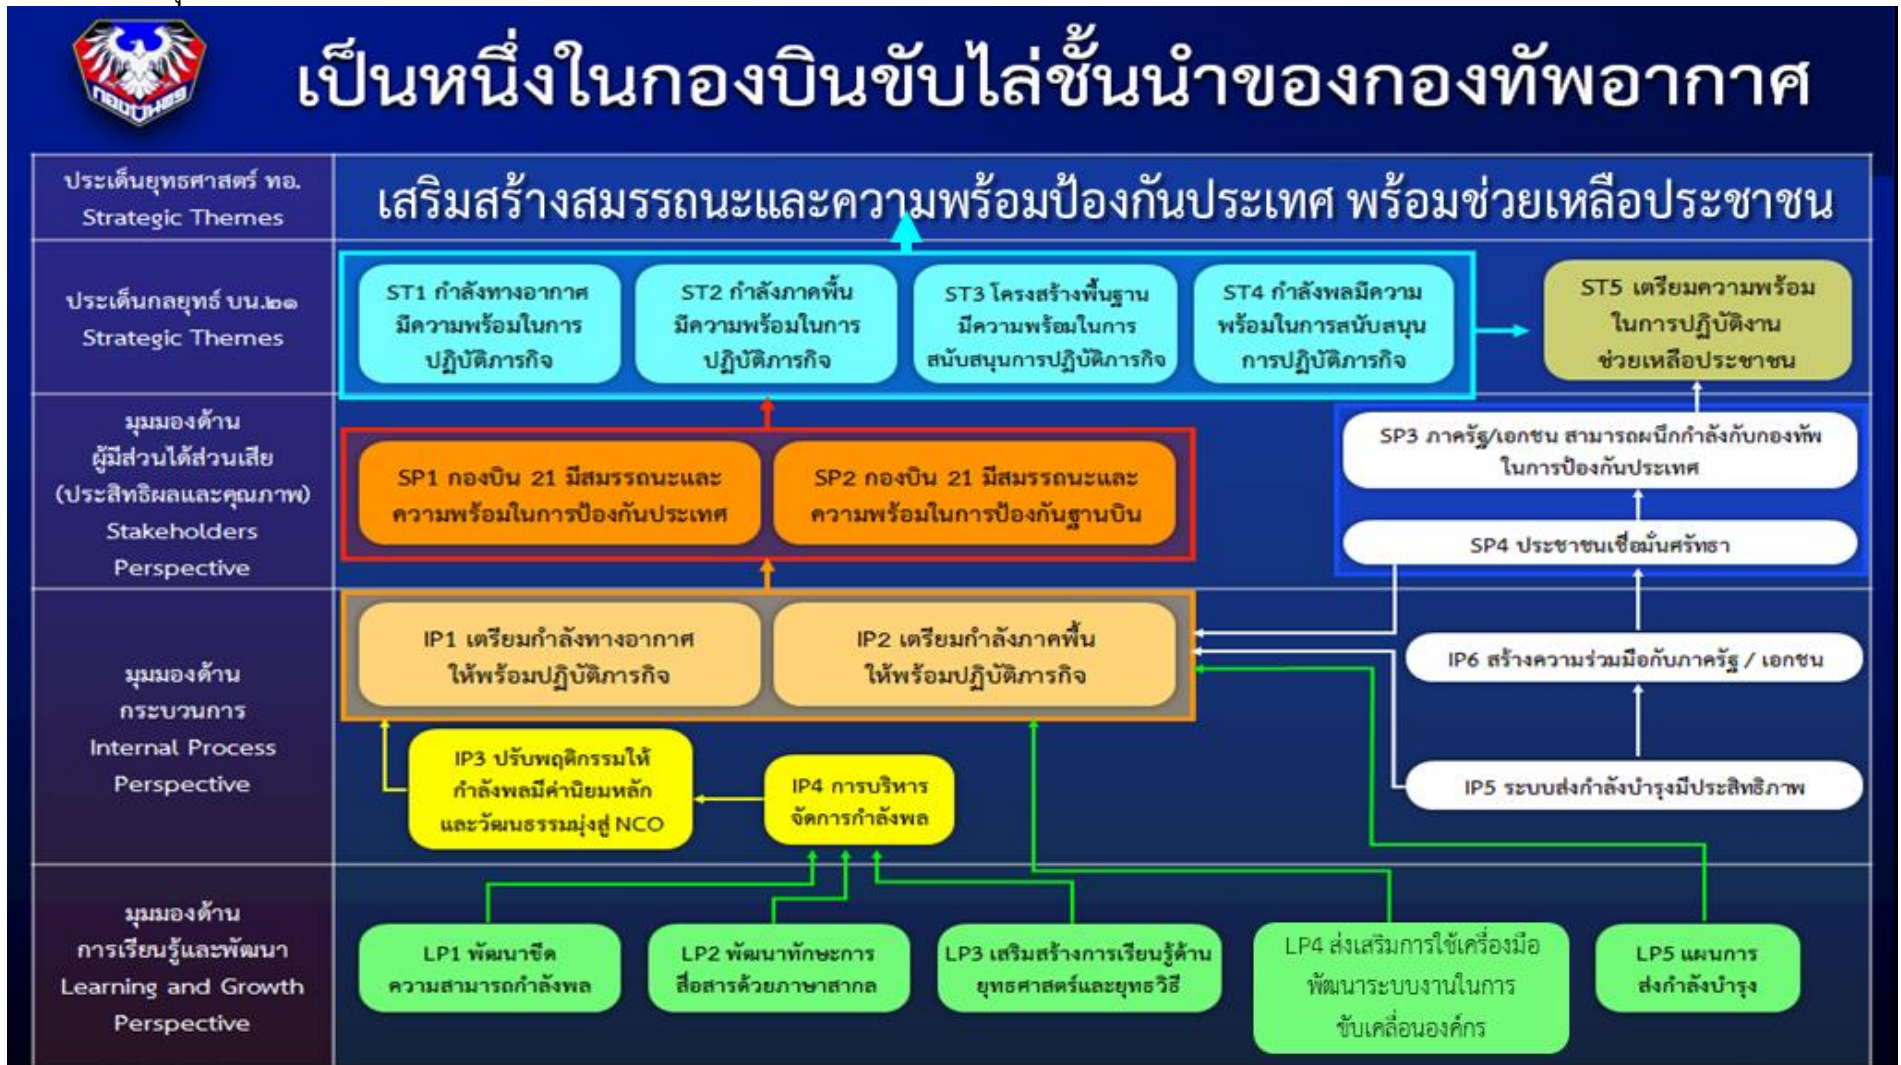 กองบิน๒๑
เป็นหนึ่งในกองบินขับไล่ชั้นนำของกองทัพอากาศ
ประเด็นยุทธศาสตร์ ทอ.
Strategic Themes
เสริมสร้างสมรรถนะและความพร้อมป้องกันประเทศ พร้อมช่วยเหลือประชาชน
ประเด็นกลยุทธ์ บน.๒๑
Strategic Themes
ST1 กำลังทางอากาศ
มีความพร้อมในการ
ปฏิบัติภารกิจ
ST2 กำลังภาคพื้น
มีความพร้อมในการ
ปฏิบัติภารกิจ
ST3 โครงสร้างพื้นฐาน
มีความพร้อมในการ
สนับสนุนการปฏิบัติภารกิจ
ST4 กำลังพลมีความ
พร้อมในการสนับสนุน
การปฏิบัติภารกิจ
ST5 เตรียมความพร้อม
ในการปฏิบัติงาน
ช่วยเหลือประชาชน
มุมมองด้าน
ผู้มีส่วนได้ส่วนเสีย
(ประสิทธิผลและคุณภาพ)
Stakeholders
Perspective
SP1 กองบิน 21 มีสมรรถนะและ
ความพร้อมในการป้องกันประเทศ
SP2 กองบิน 21 มีสมรรถนะและ
ความพร้อมในการป้องกันฐานบิน
SP3 ภาครัฐ/เอกชน สามารถผนึกกำลังกับกองทัพ
ในการป้องกันประเทศ
SP4 ประชาชนเชื่อมั่นศรัทธา
มุมมองด้าน
กระบวนการ
Internal Process
Perspective
IP1 เตรียมกำลังทางอากาศ
ให้พร้อมปฏิบัติภารกิจ
IP2 เตรียมกำลังภาคพื้น
ให้พร้อมปฏิบัติภารกิจ
IP6 สร้างความร่วมมือกับภาครัฐ / เอกชน
IP3 ปรับพฤติกรรมให้
กำลังพลมีค่านิยมหลัก
และวัฒนธรรมมุ่งสู่ NCO
IP4 การบริหาร
จัดการกำลังพล
IP5 ระบบส่งกำลังบำรุงมีประสิทธิภาพ
มุมมองด้าน
การเรียนรู้และพัฒนา
Learning and Growth
Perspective
LP1 พัฒนาขีด
ความสามารถกำลังพล
LP2 พัฒนาทักษะการ
สื่อสารด้วยภาษาสากล
LP3 เสริมสร้างการเรียนรู้ด้าน
ยุทธศาสตร์และยุทธวิธี
LP4 ส่งเสริมการใช้เครื่องมือ
พัฒนาระบบงานในการ
ขับเคลื่อนองค์กร
LP5 แผนการ
ส่งกำลังบำรุง